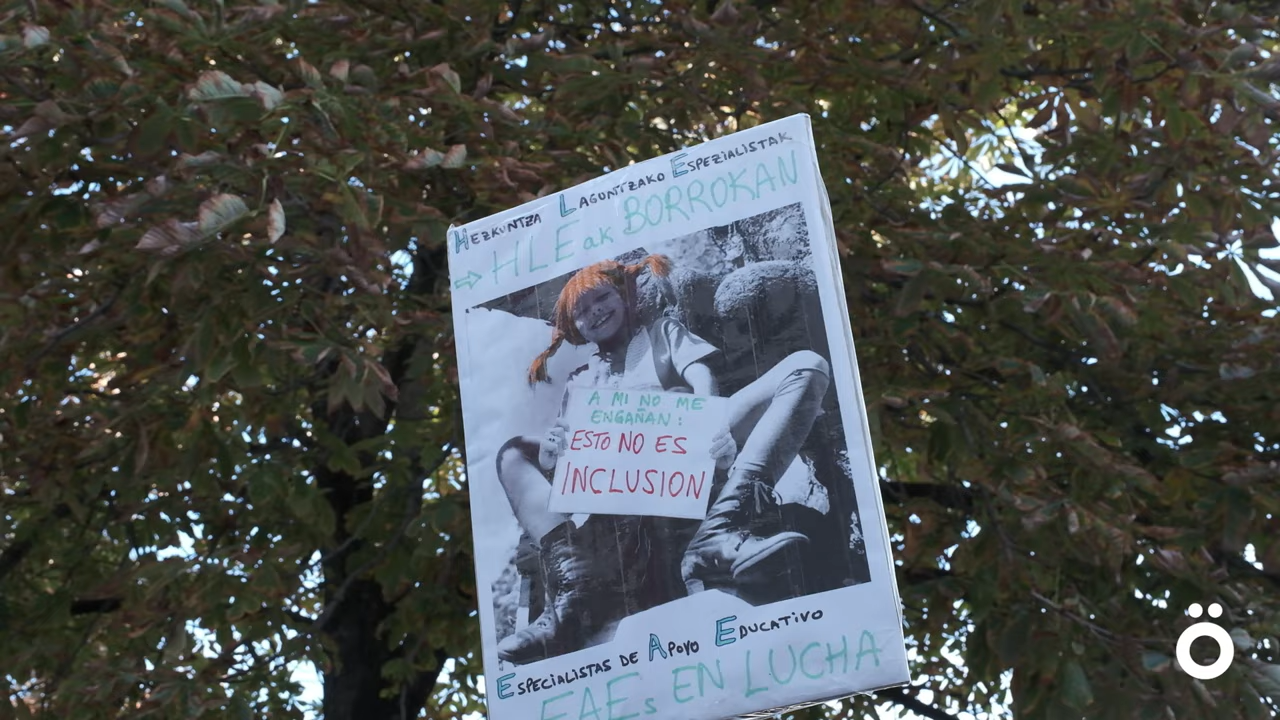 HEZKUNTZA LAGUNTZAKO ESPEZIALISTAK
⇨ HLEak BORROKAN
A MI NO ME
ENGAÑAN:
ESTO NO ES
INCLUSION
ESPECIALISTAS DE APOYO EDUCATIVO
EAEs EN LUCHA
Ö